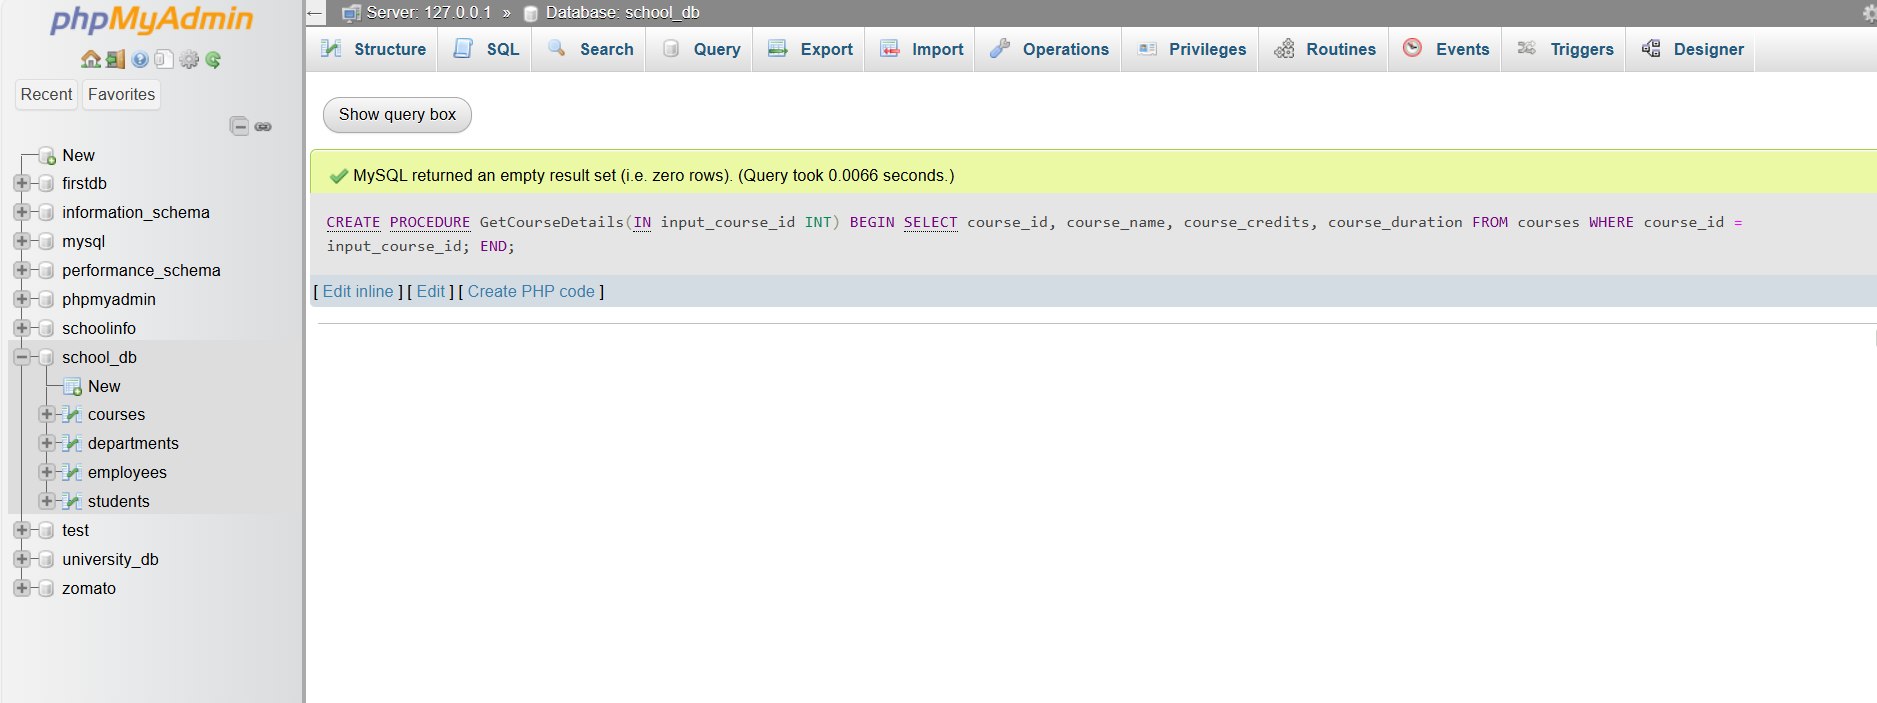 phpMyAdmin
Recent Favorites
New
firstdb
information_schema
mysql
performance_schema
phpmyadmin
schoolinfo
school_db
New
courses
departments
employees
students
test
university_db
zomato
Server: 127.0.0.1 » Database: school_db
Structure SQL Search Query Export Import Operations Privileges Routines Events Triggers Designer
Show query box
MySQL returned an empty result set (i.e. zero rows). (Query took 0.0066 seconds.)
CREATE PROCEDURE GetCourseDetails(IN input_course_id INT) BEGIN SELECT course_id, course_name, course_credits, course_duration FROM courses WHERE course_id =
input_course_id; END;
[ Edit inline ] [ Edit ] [ Create PHP code ]